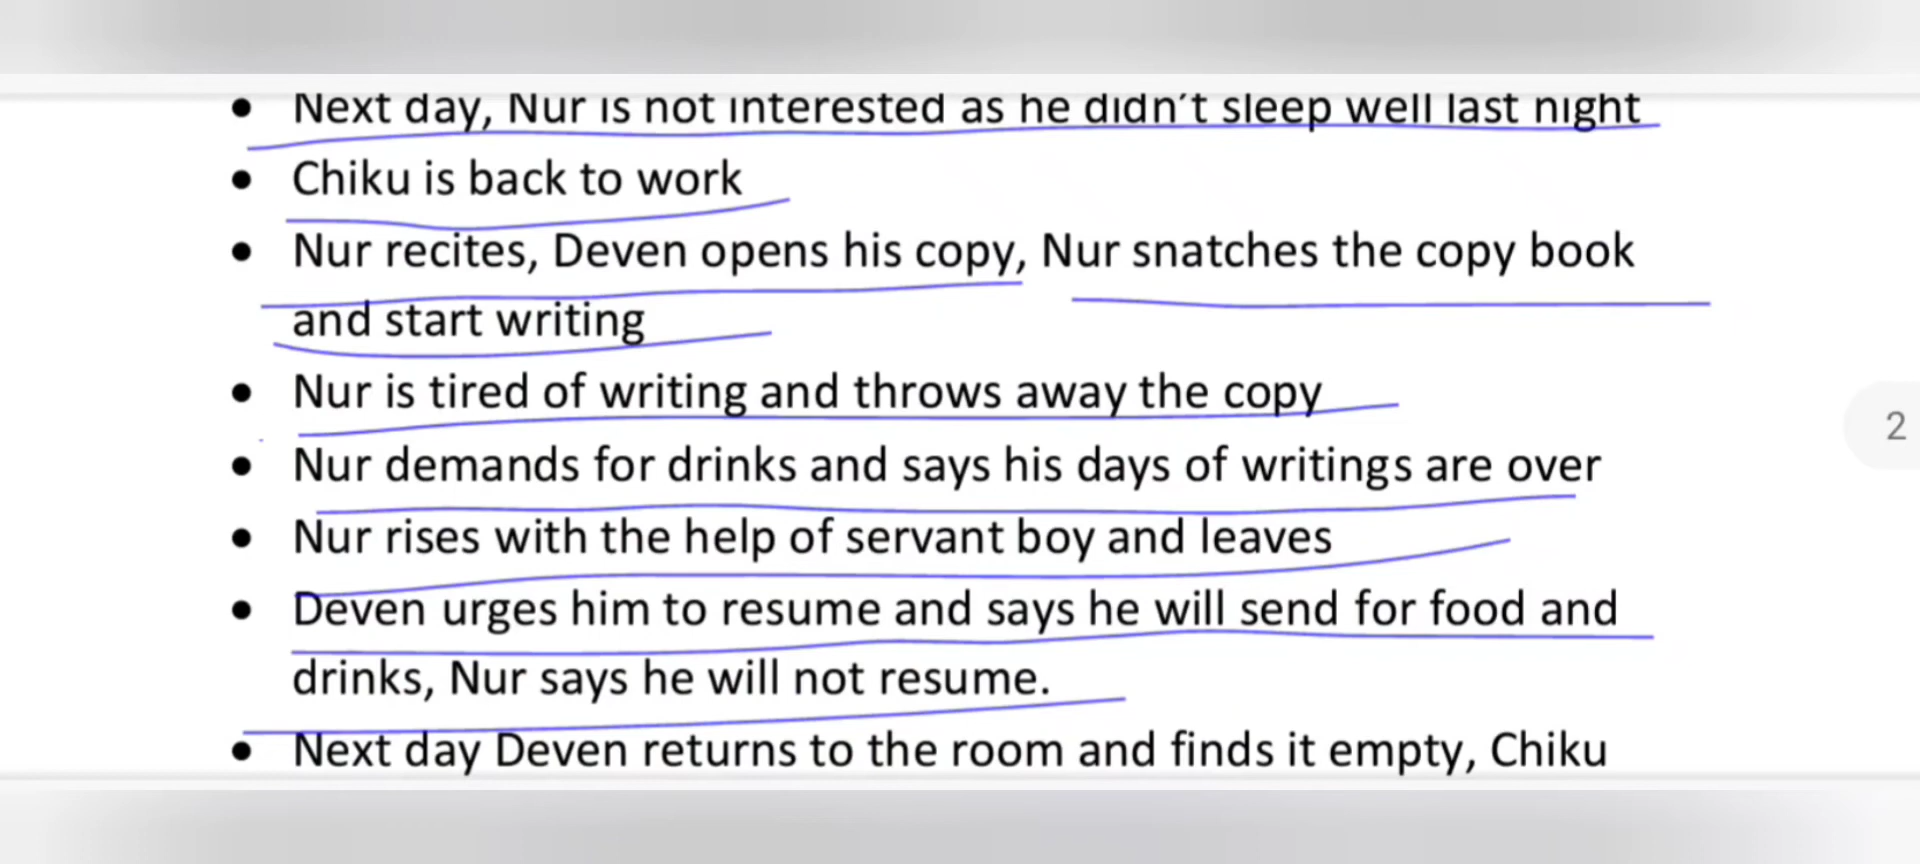 • Next day, Nur is not interested as he didn't sleep well last night
• Chiku is back to work
• Nur recites, Deven opens his copy, Nur snatches the copy book
and start writing
• Nur is tired of writing and throws away the copy
• Nur demands for drinks and says his days of writings are over
• Nur rises with the help of servant boy and leaves
• Deven urges him to resume and says he will send for food and
drinks, Nur says he will not resume.
• Next day Deven returns to the room and finds it empty, Chiku
2